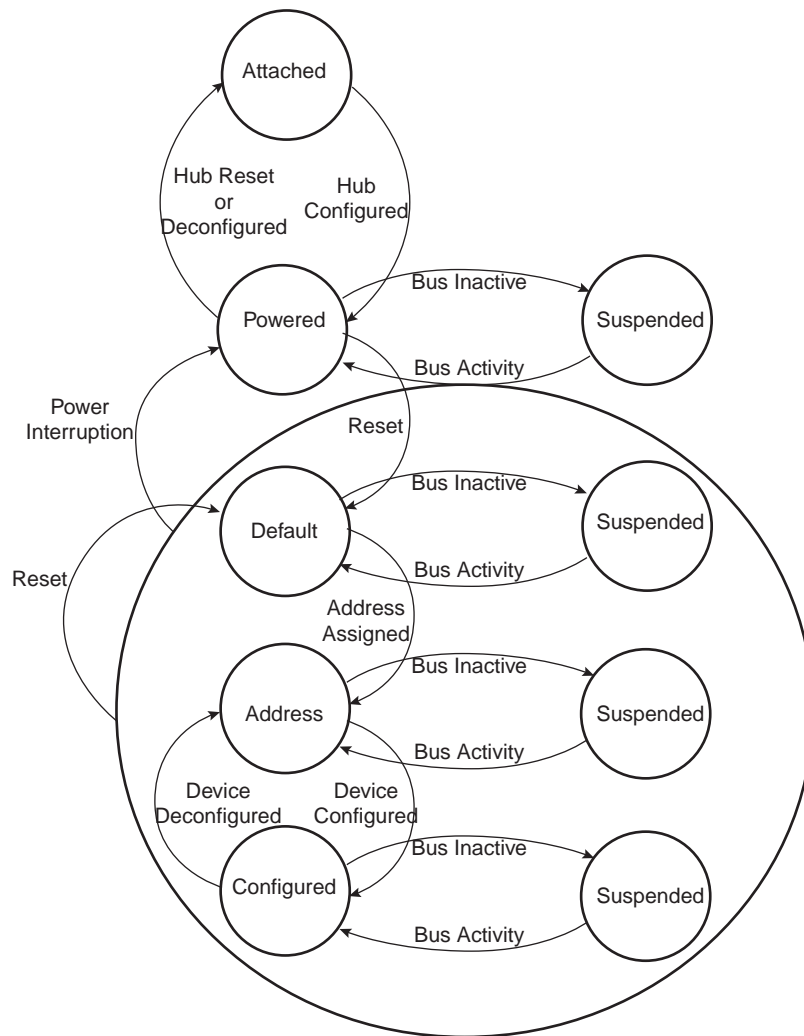 Attached
Hub Reset
or
Deconfigured
Hub
Configured
Bus Inactive
Powered
Suspended
Bus Activity
Power
Interruption
Reset
Bus Inactive
Default
Suspended
Bus Activity
Reset
Address
Assigned
Bus Inactive
Address
Suspended
Bus Activity
Device
Deconfigured
Device
Configured
Bus Inactive
Configured
Suspended
Bus Activity